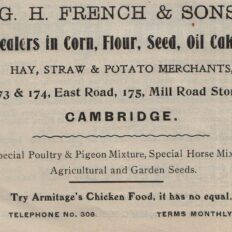 G. H. FRENCH & SONS
ealers in Corn, Flour, Seed, Oil Cak
HAY, STRAW & POTATO MERCHANTS,
73 & 174, East Road, 175, Mill Road Stor
CAMBRIDGE.
pecial Poultry & Pigeon Mixture, Special Horse Mix
Agricultural and Garden Seeds.
Try Armitage's Chicken Food, it has no equal.
TELEPHONE No. 308. TERMS MONTHLY